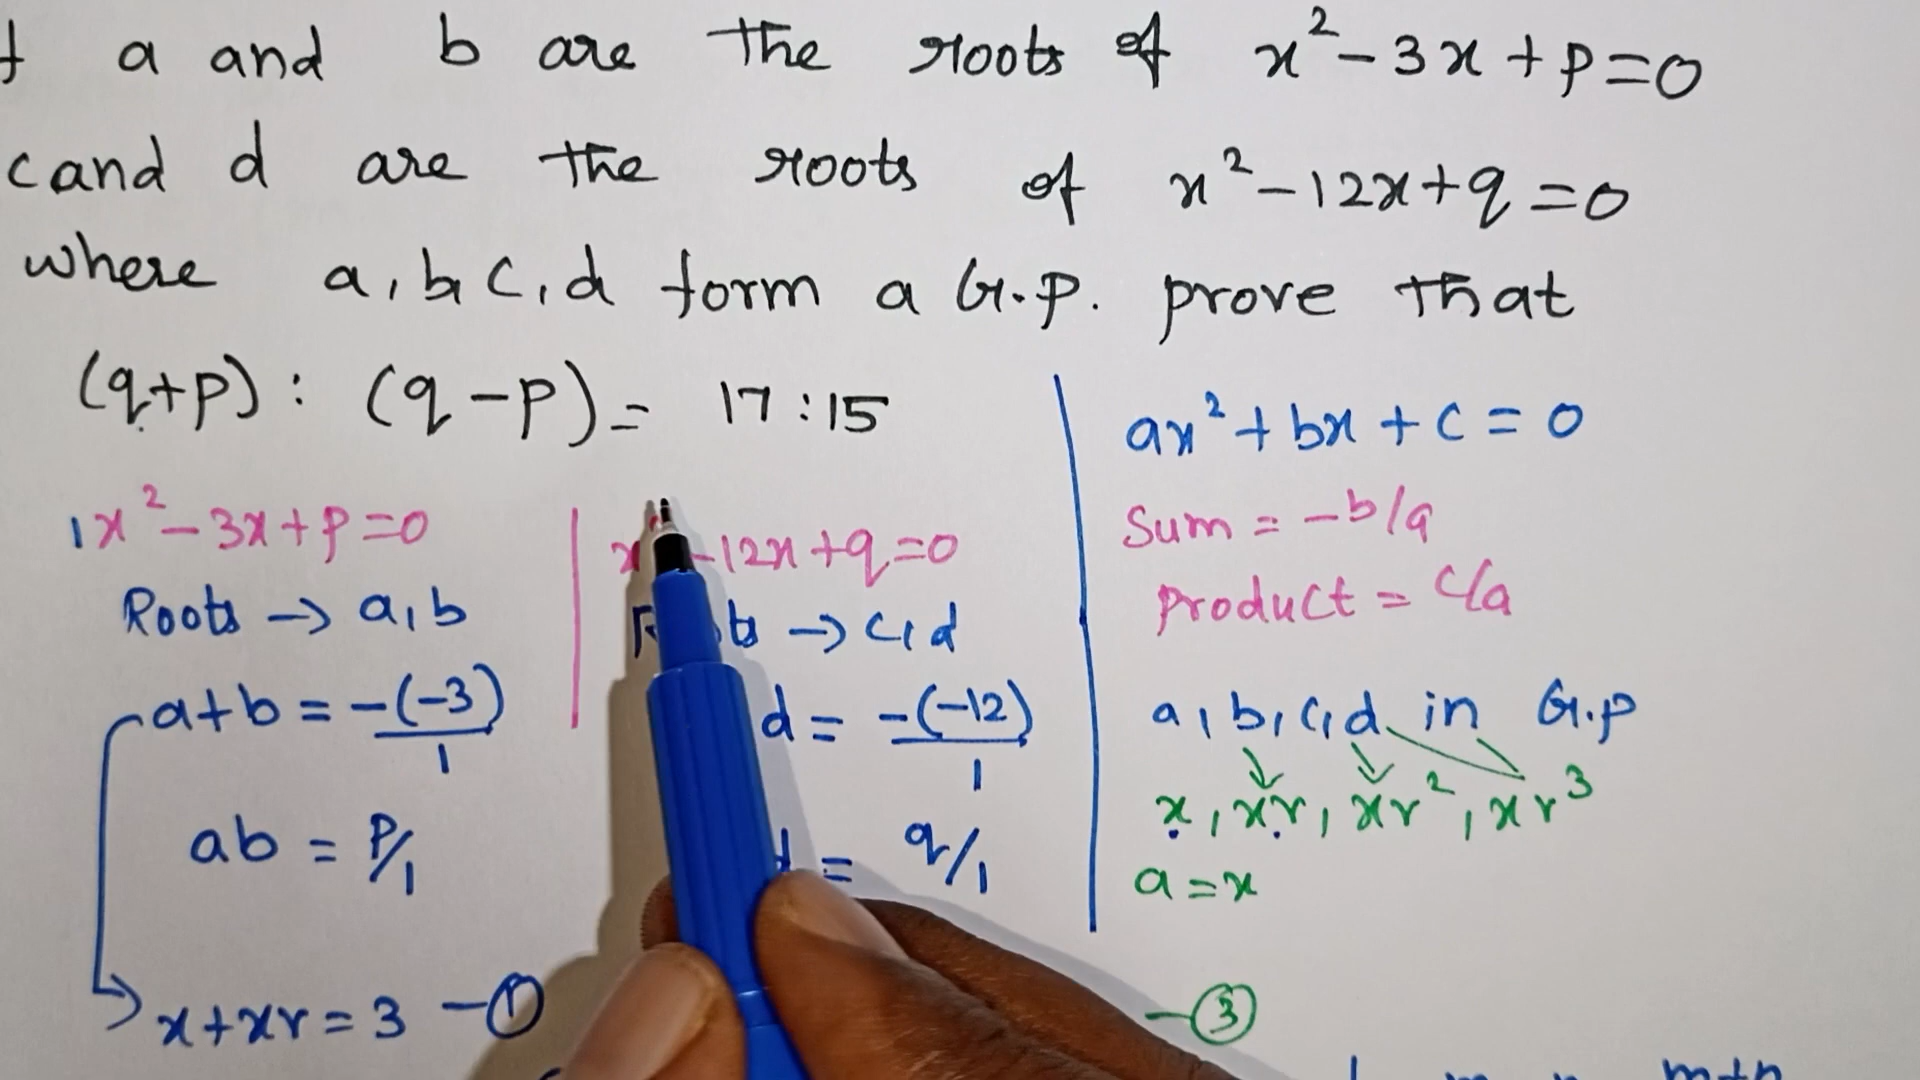 a and b are the roots of x²-3x+p=0
c and d are the roots of x²-12x+q=0
where a,b,c,d form a G.P. prove that
(q+p) : (q-p) = 17:15
1x²-3x+p=0
Roots → a,b
a+b = -(-3)/1
ab = p/1
x+xr = 3 -①
-12x+q=0
→ c,d
d = -(-12)/1
= q/1
ax²+bx+c=0
Sum = -b/a
Product = c/a
a,b,c,d in G.P
x, xr, xr², xr³
a=x
-③